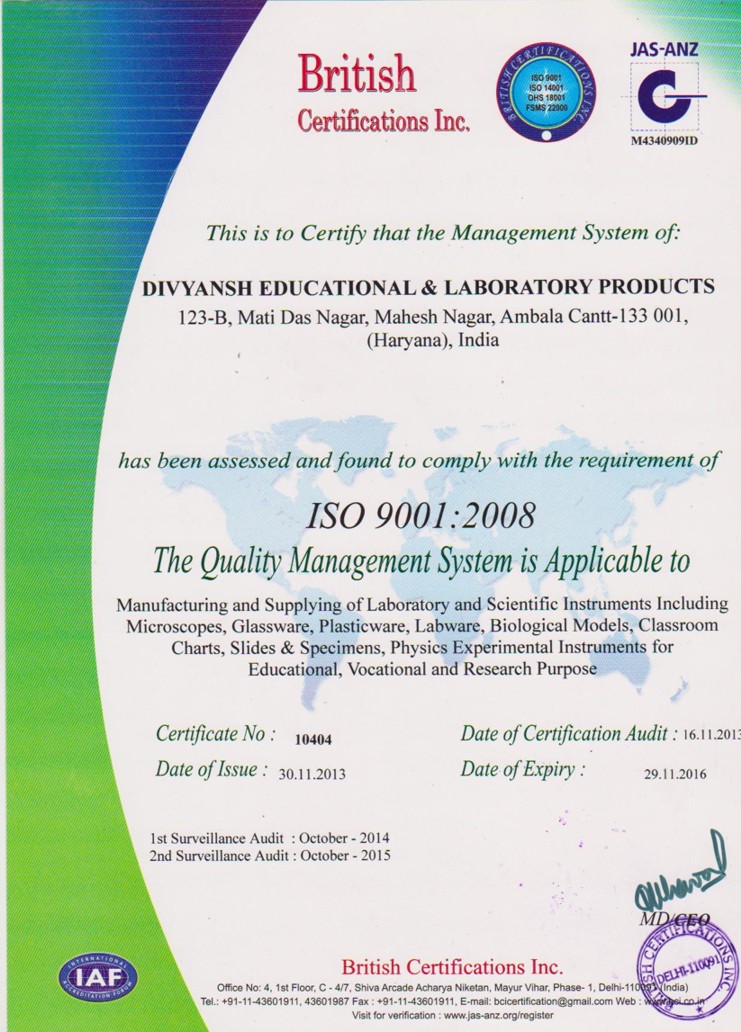 British
Certifications Inc.
BRITISH CERTIFICATIONS INC.
ISO 9001
ISO 14001
OHS 18001
FSMS 22000
JAS-ANZ
M4340909ID
This is to Certify that the Management System of:
DIVYANSH EDUCATIONAL & LABORATORY PRODUCTS
123-B, Mati Das Nagar, Mahesh Nagar, Ambala Cantt-133 001,
(Haryana), India
has been assessed and found to comply with the requirement of
ISO 9001:2008
The Quality Management System is Applicable to
Manufacturing and Supplying of Laboratory and Scientific Instruments Including
Microscopes, Glassware, Plasticware, Labware, Biological Models, Classroom
Charts, Slides & Specimens, Physics Experimental Instruments for
Educational, Vocational and Research Purpose
Certificate No : 10404
Date of Certification Audit : 16.11.2013
Date of Issue : 30.11.2013
Date of Expiry : 29.11.2016
1st Surveillance Audit : October - 2014
2nd Surveillance Audit : October - 2015
MD/CEO
INTERNATIONAL
IAF
ACCREDITATION FORUM
British Certifications Inc.
Office No: 4, 1st Floor, C - 4/7, Shiva Arcade Acharya Niketan, Mayur Vihar, Phase- 1, Delhi-110091 (India)
Tel.: +91-11-43601911, 43601987 Fax : +91-11-43601911, E-mail: bcicertification@gmail.com Web :
Visit for verification : www.jas-anz.org/register
CERTIFICATIONS INC.
DELHI-110091